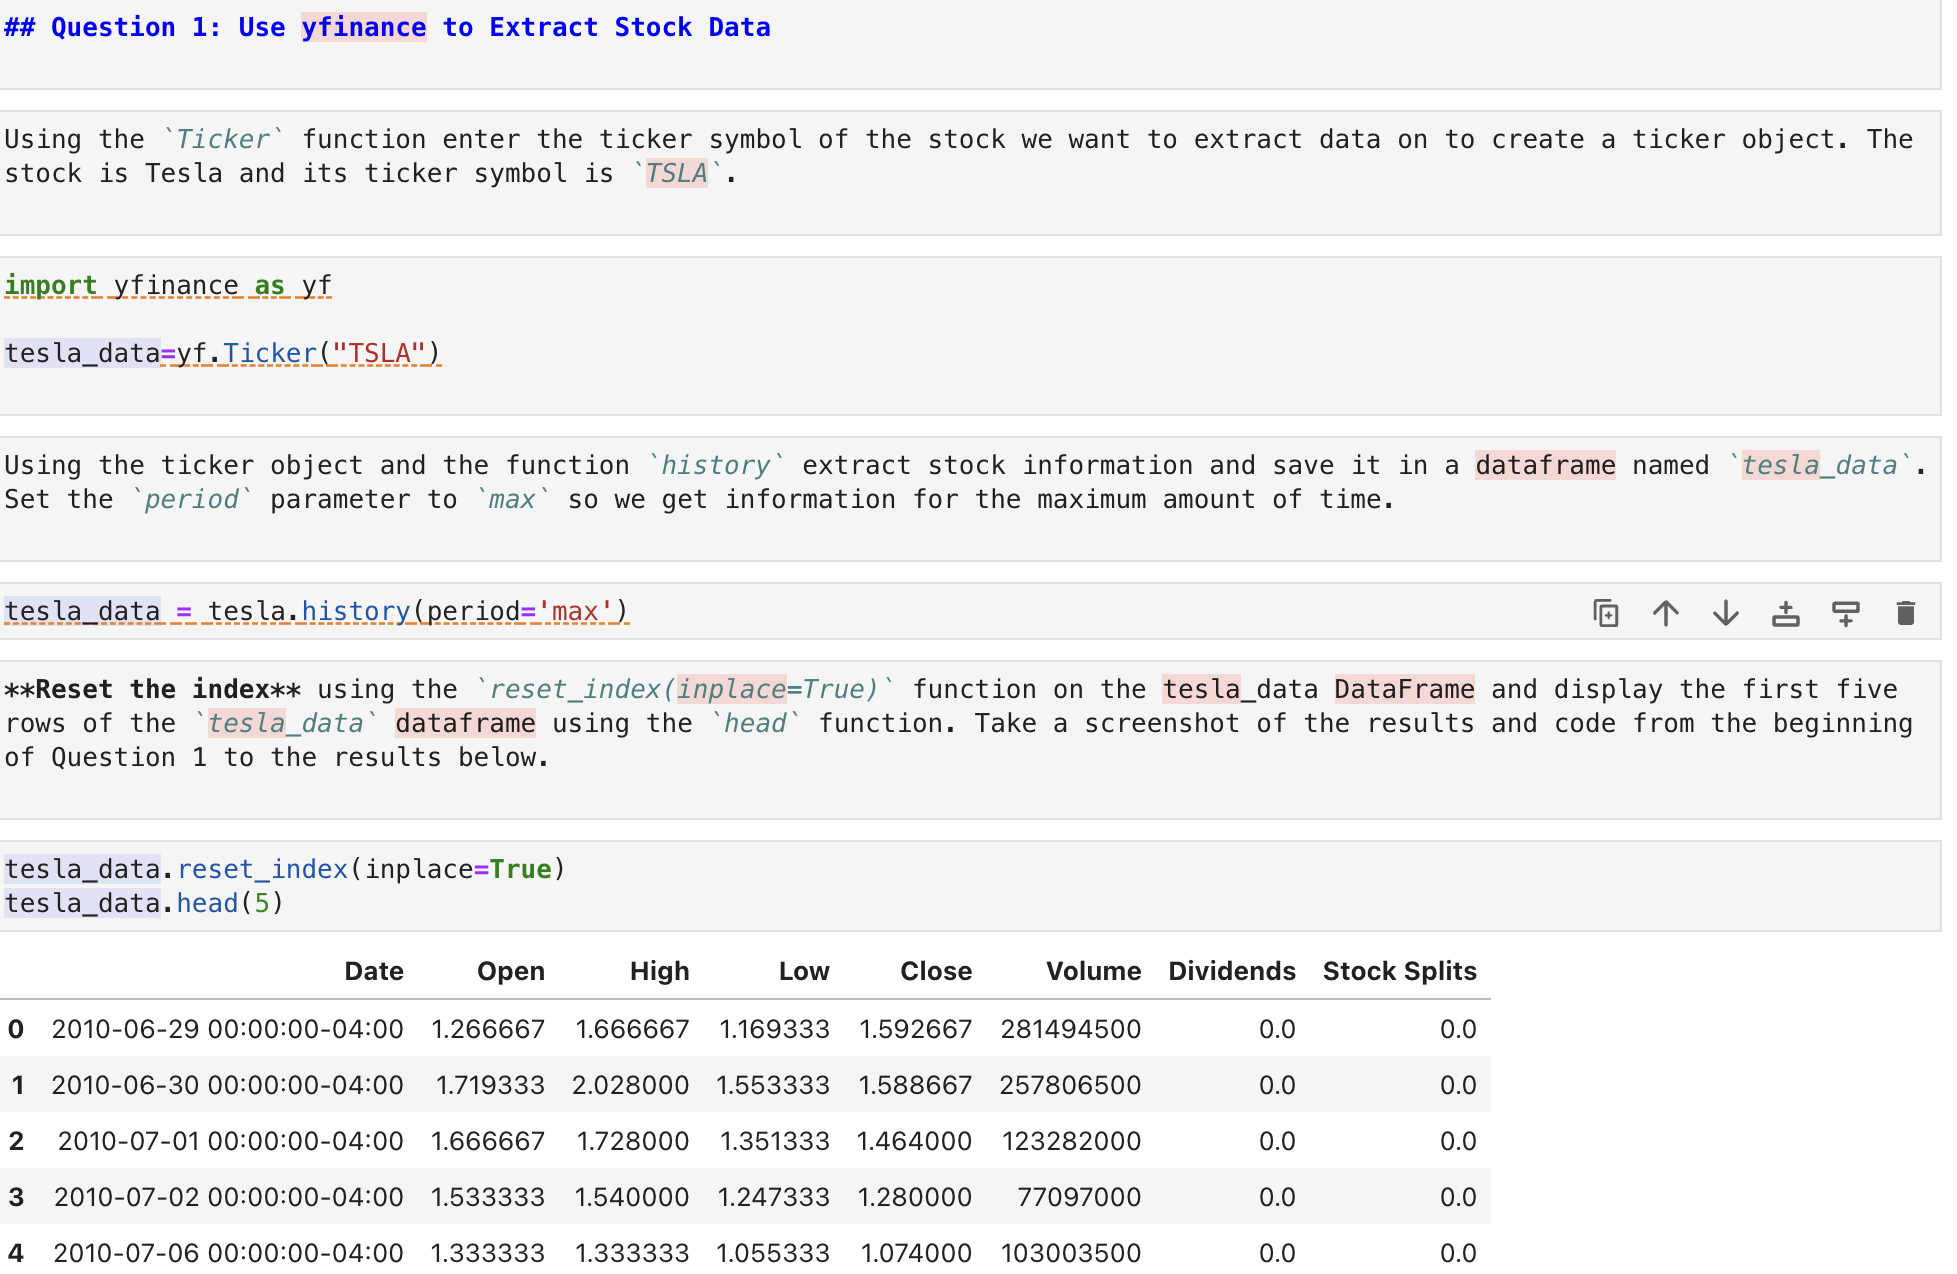 ## Question 1: Use yfinance to Extract Stock Data
Using the `Ticker` function enter the ticker symbol of the stock we want to extract data on to create a ticker object. The
stock is Tesla and its ticker symbol is `TSLA`.
import yfinance as yf
tesla_data=yf.Ticker("TSLA")
Using the ticker object and the function `history` extract stock information and save it in a dataframe named `tesla_data`.
Set the `period` parameter to `max` so we get information for the maximum amount of time.
tesla_data = tesla.history(period='max')
**Reset the index** using the `reset_index(inplace=True)` function on the tesla_data DataFrame and display the first five
rows of the `tesla_data` dataframe using the `head` function. Take a screenshot of the results and code from the beginning
of Question 1 to the results below.
tesla_data.reset_index(inplace=True)
tesla_data.head(5)
Date Open High Low Close Volume Dividends Stock Splits
0 2010-06-29 00:00:00-04:00 1.266667 1.666667 1.169333 1.592667 281494500 0.0 0.0
1 2010-06-30 00:00:00-04:00 1.719333 2.028000 1.553333 1.588667 257806500 0.0 0.0
2 2010-07-01 00:00:00-04:00 1.666667 1.728000 1.351333 1.464000 123282000 0.0 0.0
3 2010-07-02 00:00:00-04:00 1.533333 1.540000 1.247333 1.280000 77097000 0.0 0.0
4 2010-07-06 00:00:00-04:00 1.333333 1.333333 1.055333 1.074000 103003500 0.0 0.0